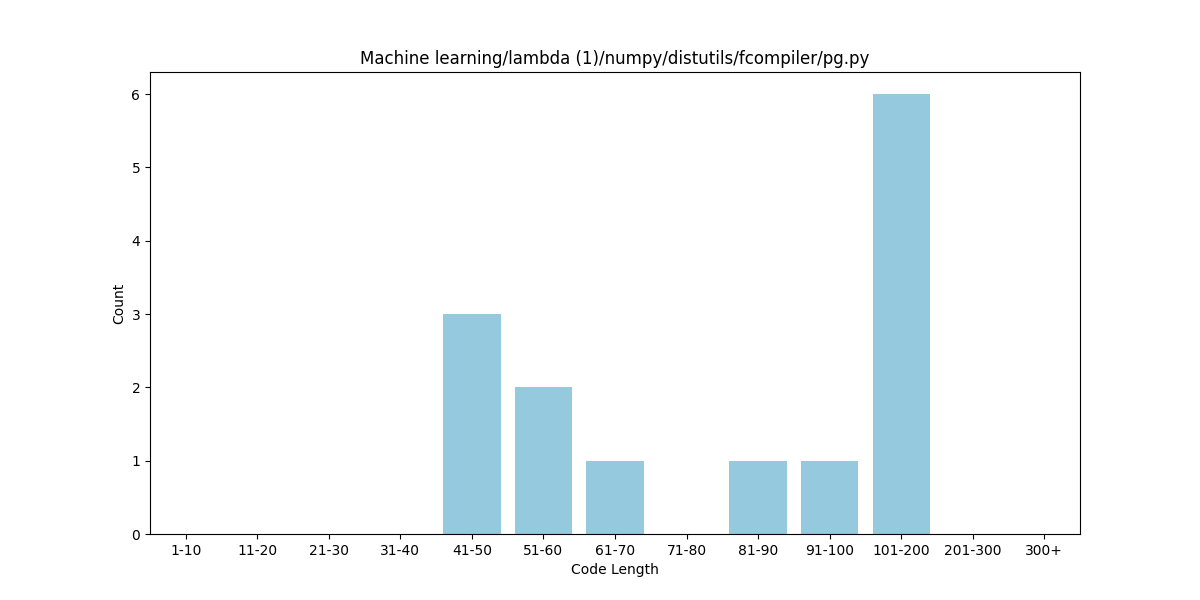 Machine learning/lambda (1)/numpy/distutils/fcompiler/pg.py
6
5
4
3
2
1
0
Count
1-10 11-20 21-30 31-40 41-50 51-60 61-70 71-80 81-90 91-100 101-200 201-300 300+
Code Length